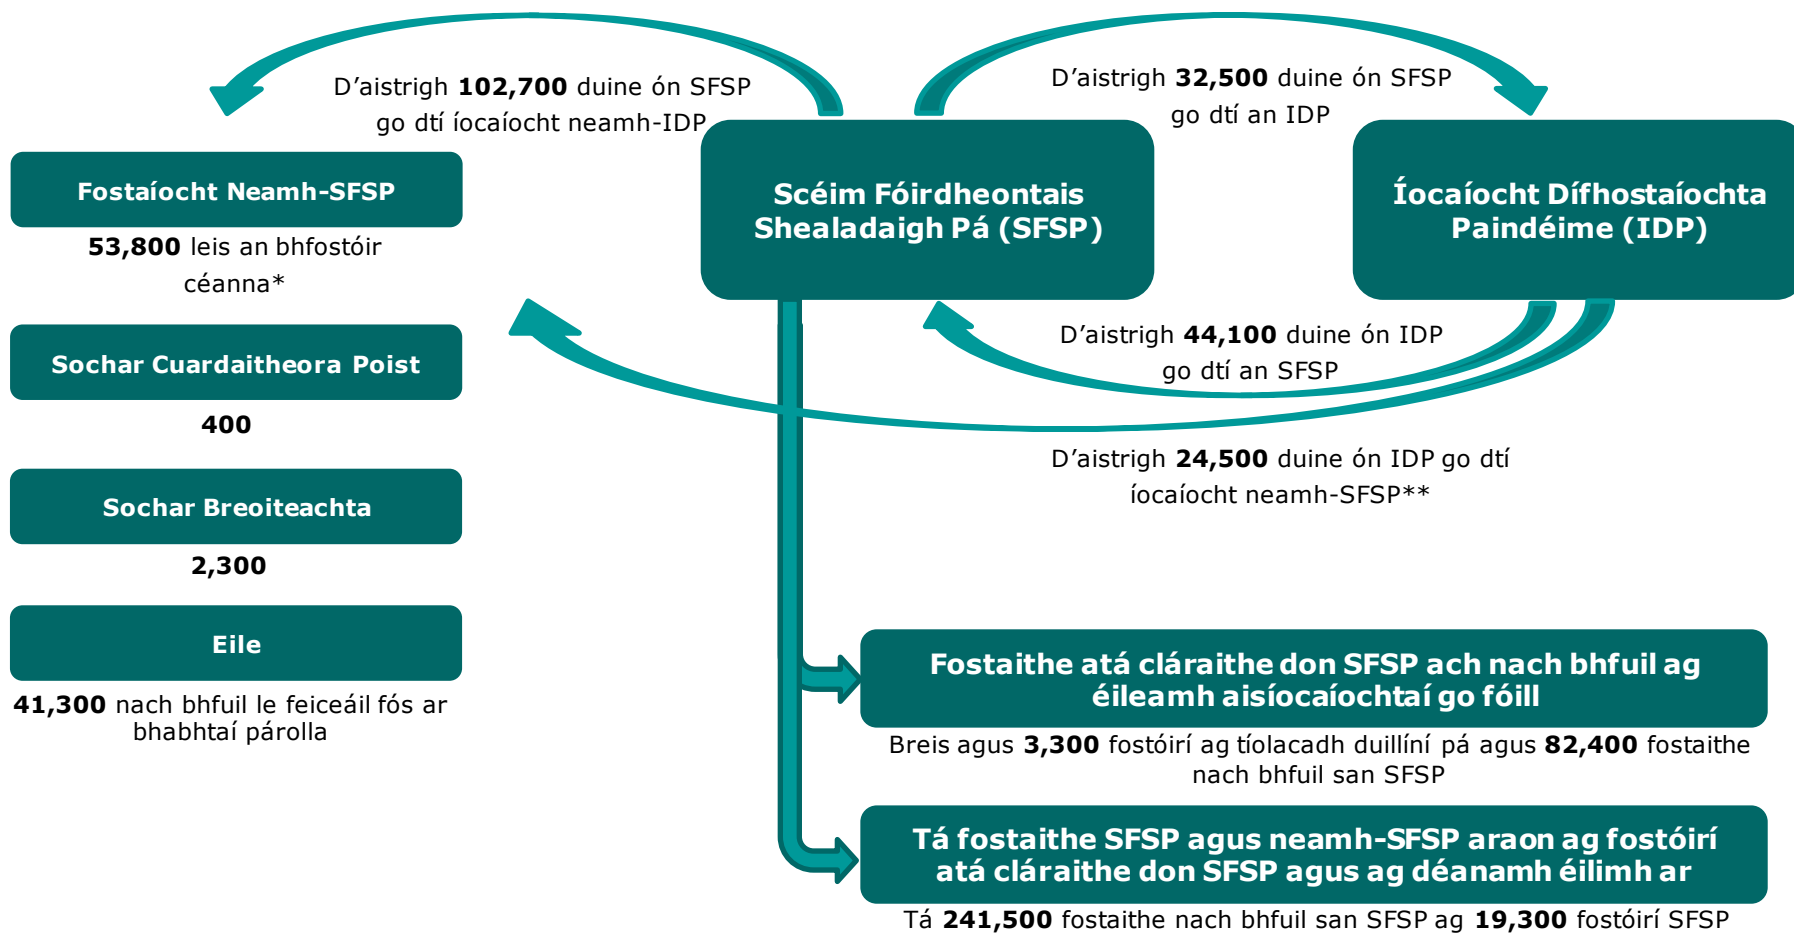 D’aistrigh 102,700 duine ón SFSP
go dtí íocaíocht neamh-IDP
D’aistrigh 32,500 duine ón SFSP
go dtí an IDP
Fostaíocht Neamh-SFSP
53,800 leis an bhfostóir
céanna*
Sochar Cuardaitheora Poist
400
Sochar Breoiteachta
2,300
Eile
41,300 nach bhfuil le feiceáil fós ar
bhabhtaí párolla
Scéim Fóirdheontais
Shealadaigh Pá (SFSP)
Íocaíocht Dífhostaíochta
Paindéime (IDP)
D’aistrigh 44,100 duine ón IDP
go dtí an SFSP
D’aistrigh 24,500 duine ón IDP go dtí
íocaíocht neamh-SFSP**
Fostaithe atá cláraithe don SFSP ach nach bhfuil ag
éileamh aisíocaíochtaí go fóill
Breis agus 3,300 fostóirí ag tíolacadh duillíní pá agus 82,400 fostaithe
nach bhfuil san SFSP
Tá fostaithe SFSP agus neamh-SFSP araon ag fostóirí
atá cláraithe don SFSP agus ag déanamh éilimh ar
Tá 241,500 fostaithe nach bhfuil san SFSP ag 19,300 fostóirí SFSP